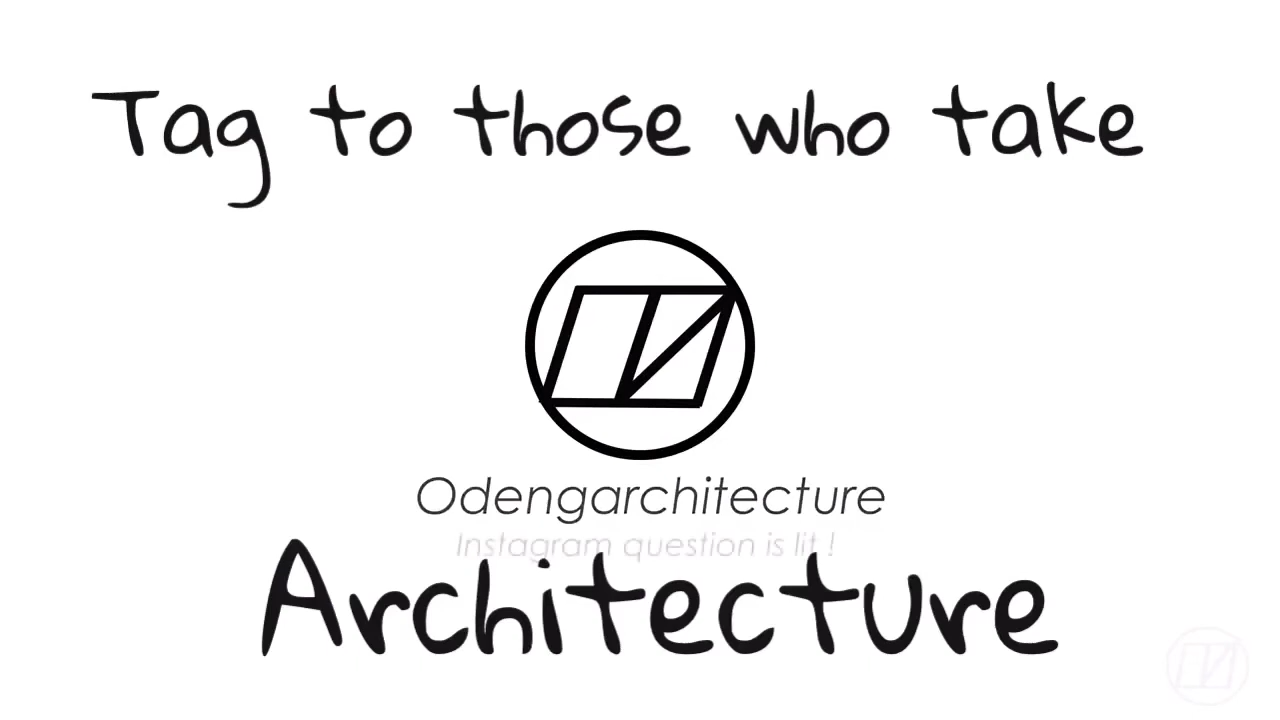 Tag to those who take
Odengarchitecture
Instagram question is lit !
Architecture